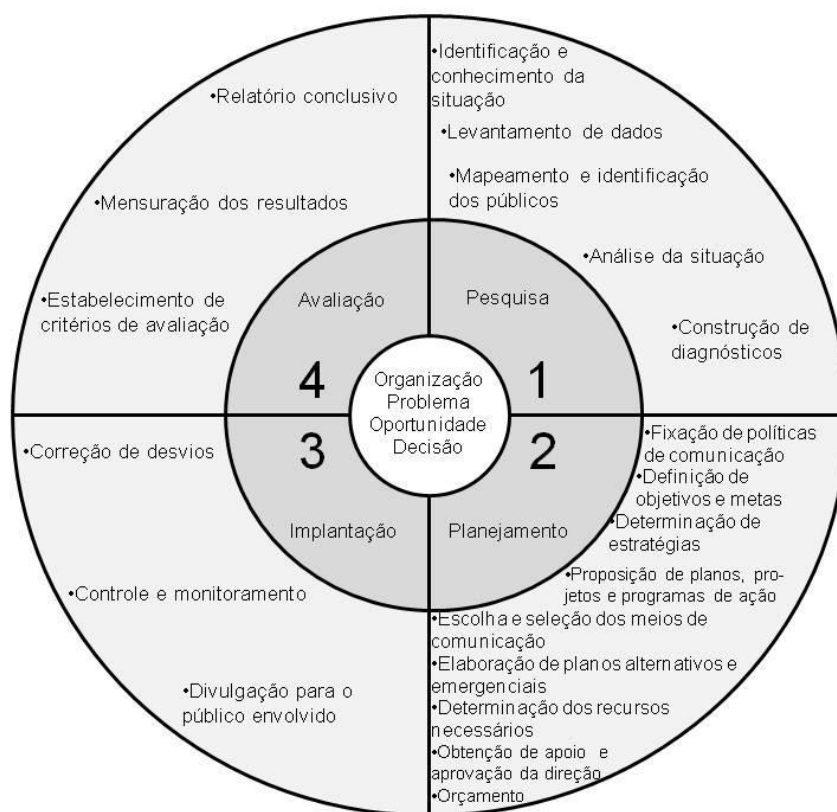 •Identificação e
conhecimento da
situação
•Levantamento de dados
•Mapeamento e identificação
dos públicos
•Análise da situação
•Construção de
diagnósticos
Pesquisa
1
•Fixação de políticas
de comunicação
•Definição de
objetivos e metas
•Determinação de
estratégias
•Proposição de planos, pro-
jetos e programas de ação
•Escolha e seleção dos meios de
comunicação
•Elaboração de planos alternativos e
emergenciais
•Determinação dos recursos
necessários
•Obtenção de apoio e
aprovação da direção
•Orçamento
2
Planejamento
•Correção de desvios
•Controle e monitoramento
•Divulgação para o
público envolvido
3
Implantação
•Relatório conclusivo
•Mensuração dos resultados
•Estabelecimento de
critérios de avaliação
Avaliação
4
Organização
Problema
Oportunidade
Decisão